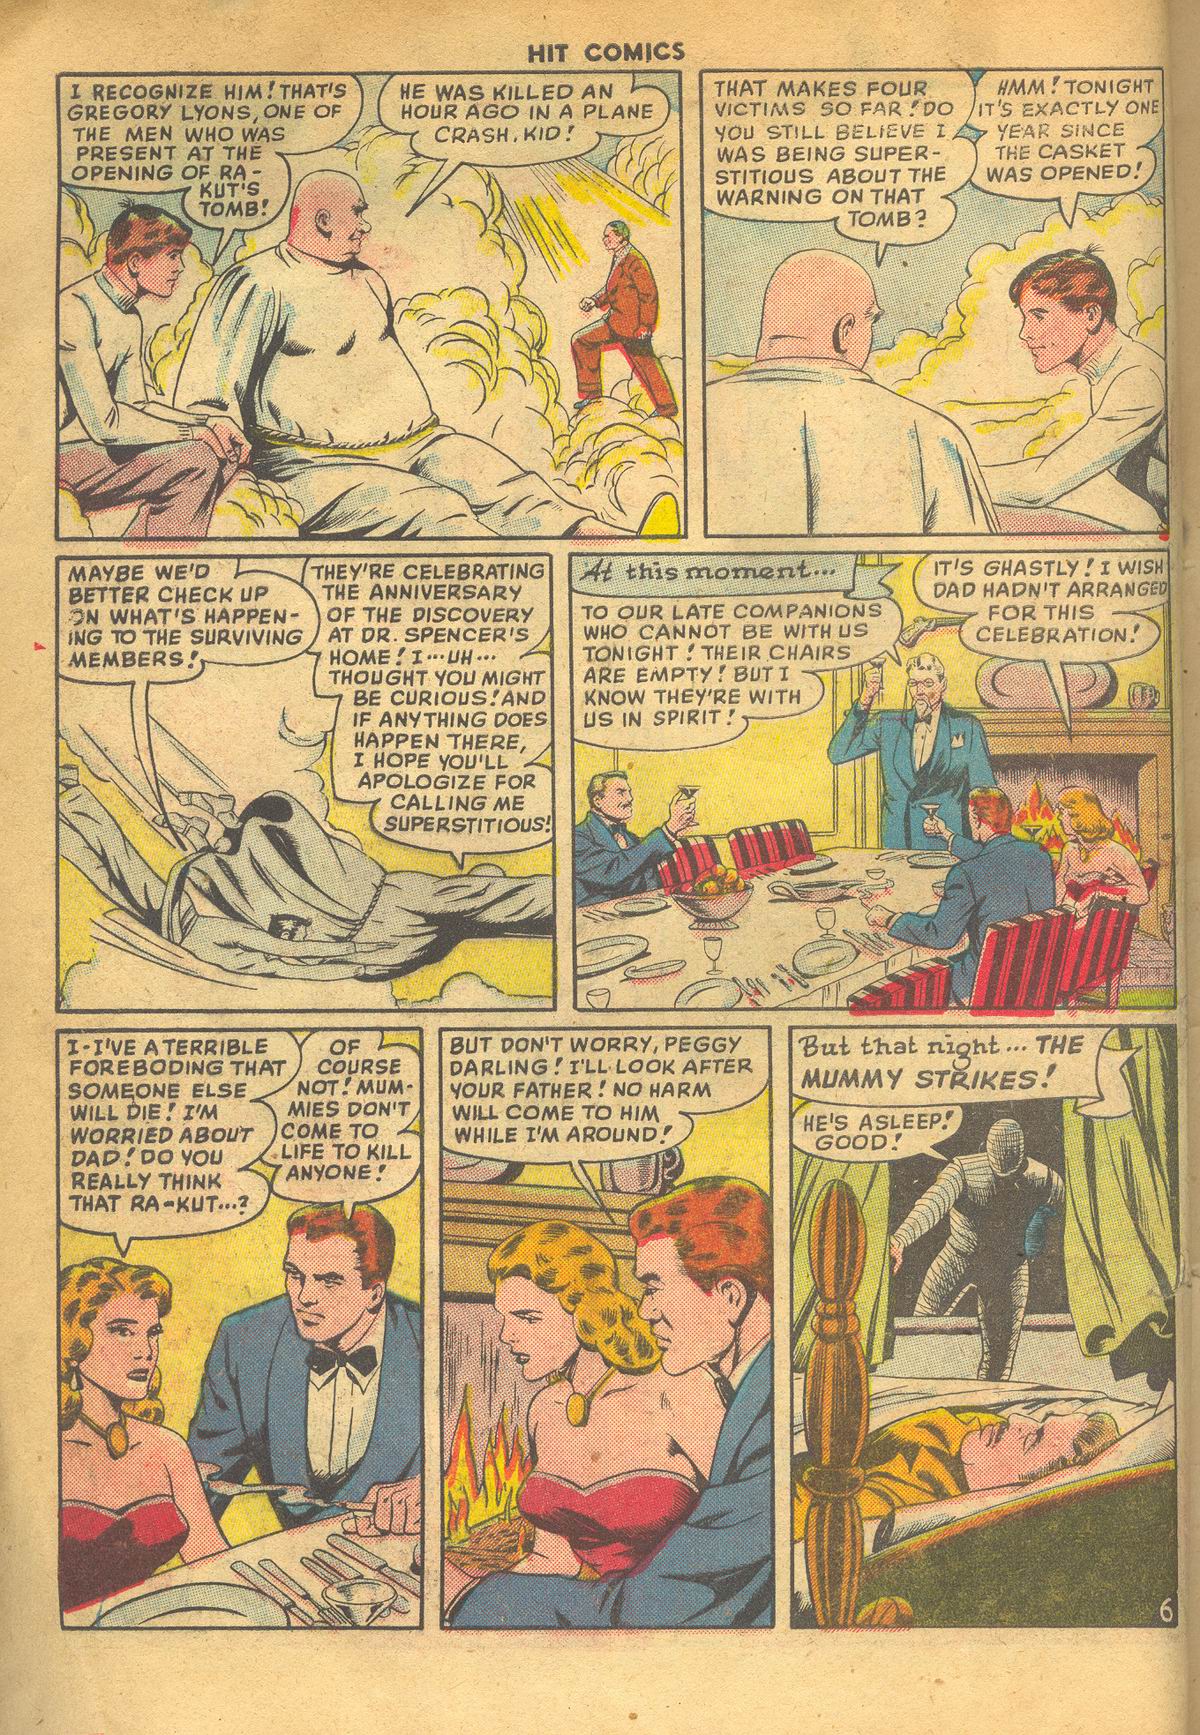 HIT COMICS
I RECOGNIZE HIM! THAT'S
GREGORY LYONS, ONE OF
THE MEN WHO WAS
PRESENT AT THE
OPENING OF RA-
KUT'S
TOMB!
HE WAS KILLED AN
HOUR AGO IN A PLANE
CRASH, KID!
THAT MAKES FOUR
VICTIMS SO FAR! DO
YOU STILL BELIEVE I
WAS BEING SUPER-
STITIOUS ABOUT THE
WARNING ON THAT
TOMB?
HMM! TONIGHT
IT'S EXACTLY ONE
YEAR SINCE
THE CASKET
WAS OPENED!
MAYBE WE'D
BETTER CHECK UP
ON WHAT'S HAPPEN-
ING TO THE SURVIVING
MEMBERS!
THEY'RE CELEBRATING
THE ANNIVERSARY
OF THE DISCOVERY
AT DR. SPENCER'S
HOME! I...UH...
THOUGHT YOU MIGHT
BE CURIOUS! AND
IF ANYTHING DOES
HAPPEN THERE,
I HOPE YOU'LL
APOLOGIZE FOR
CALLING ME
SUPERSTITIOUS!
At this moment...
TO OUR LATE COMPANIONS
WHO CANNOT BE WITH US
TONIGHT! THEIR CHAIRS
ARE EMPTY! BUT I
KNOW THEY'RE WITH
US IN SPIRIT!
IT'S GHASTLY! I WISH
DAD HADN'T ARRANGED
FOR THIS
CELEBRATION!
I-I'VE A TERRIBLE
FOREBODING THAT
SOMEONE ELSE
WILL DIE! I'M
WORRIED ABOUT
DAD! DO YOU
REALLY THINK
THAT RA-KUT...?
OF
COURSE
NOT! MUM-
MIES DON'T
COME TO
LIFE TO KILL
ANYONE!
BUT DON'T WORRY, PEGGY
DARLING! I'LL LOOK AFTER
YOUR FATHER! NO HARM
WILL COME TO HIM
WHILE I'M AROUND!
But that night... THE
MUMMY STRIKES!
HE'S ASLEEP!
GOOD!
6